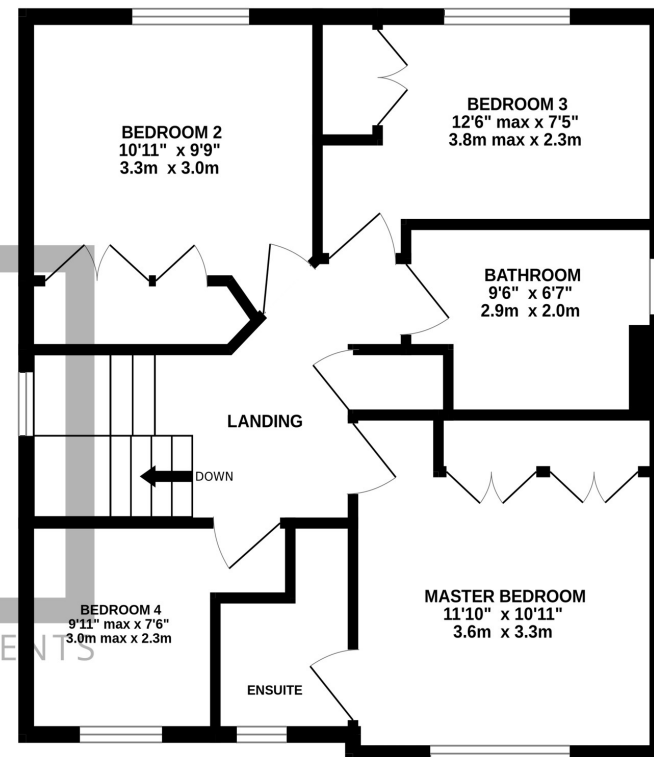 BEDROOM 2
10'11" x 9'9"
3.3m x 3.0m
BEDROOM 3
12'6" max x 7'5"
3.8m max x 2.3m
BATHROOM
9'6" x 6'7"
2.9m x 2.0m
LANDING
DOWN
MASTER BEDROOM
11'10" x 10'11"
3.6m x 3.3m
BEDROOM 4
9'11" max x 7'6"
3.0m max x 2.3m
ENTS
ENSUITE